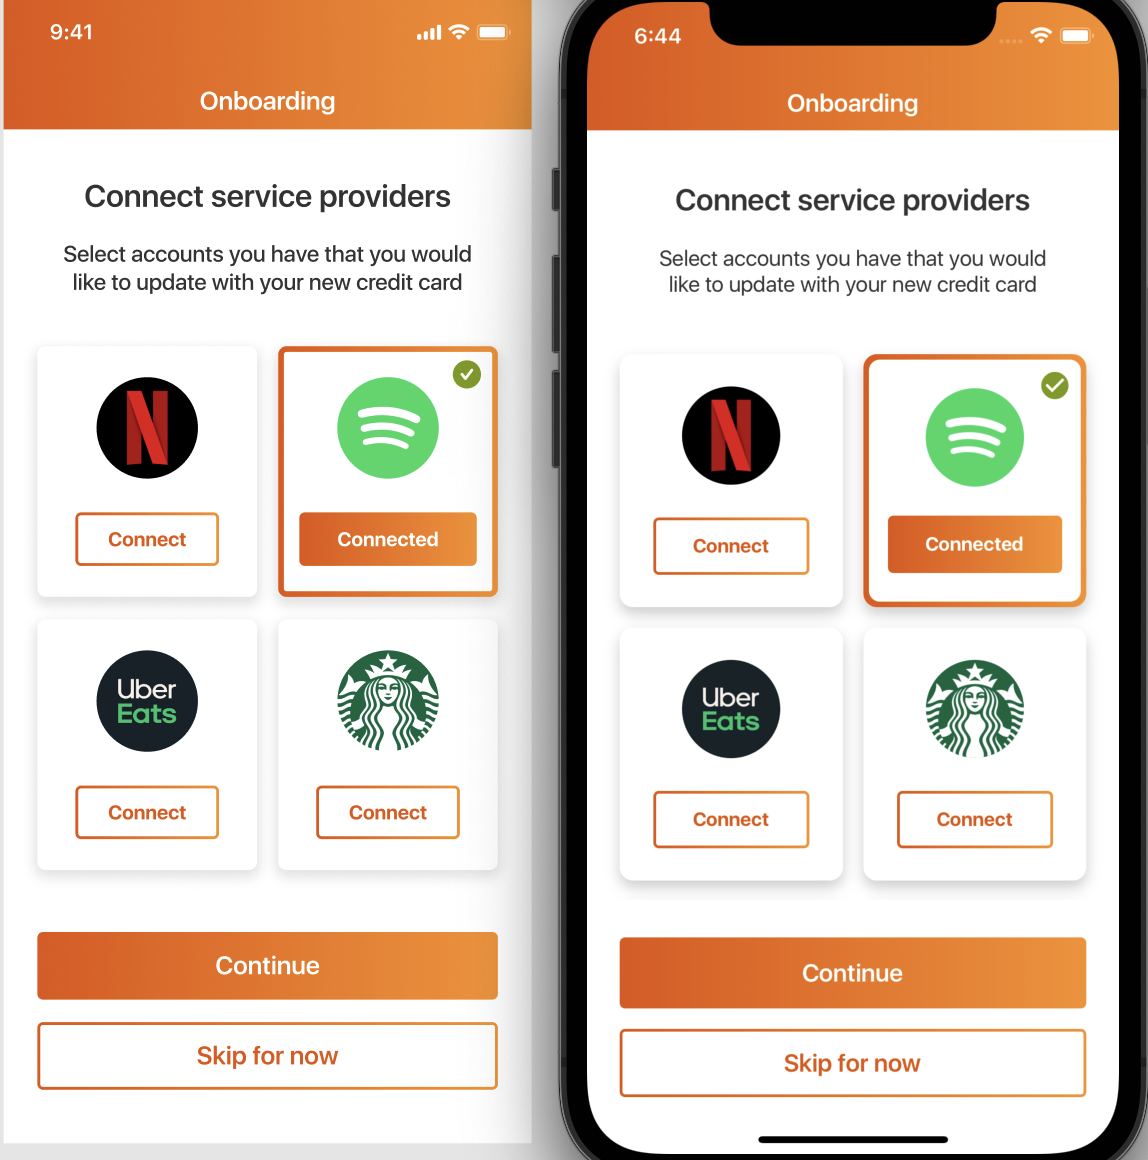 9:41
Onboarding
Connect service providers
Select accounts you have that you would
like to update with your new credit card
N
Connect
Connected
Uber
Eats
Connect
Connect
Continue
Skip for now
6:44
Onboarding
Connect service providers
Select accounts you have that you would
like to update with your new credit card
N
Connect
Connected
Uber
Eats
Connect
Connect
Continue
Skip for now